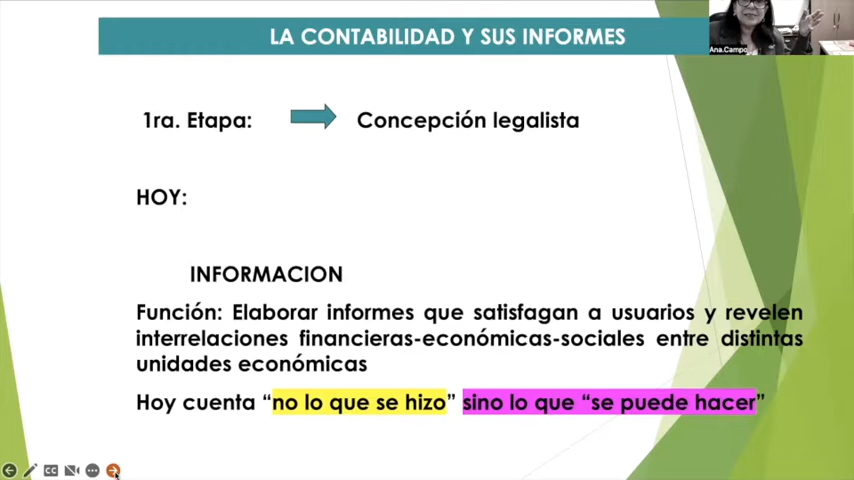 LA CONTABILIDAD Y SUS INFORMES
Ana.Campo
1ra. Etapa:
Concepción legalista
HOY:
INFORMACION
Función: Elaborar informes que satisfagan a usuarios y revelen
interrelaciones financieras-económicas-sociales entre distintas
unidades económicas
Hoy cuenta “no lo que se hizo” sino lo que “se puede hacer”
CC